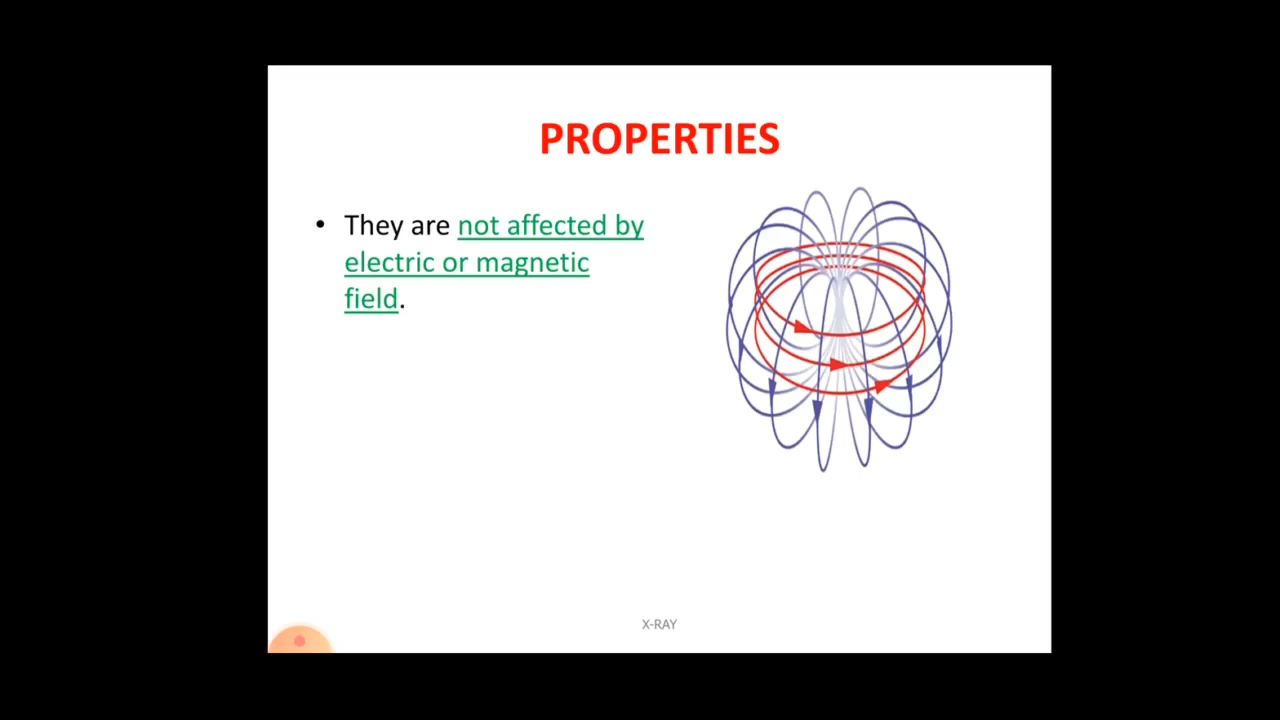 PROPERTIES
• They are not affected by
electric or magnetic
field.
X-RAY